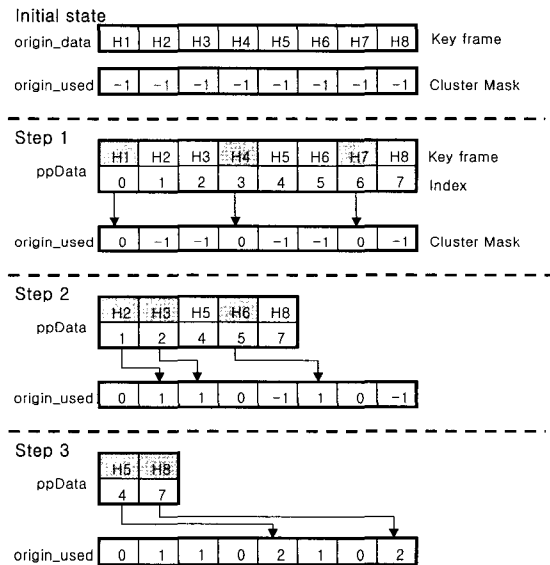 Initial state
origin_data H1 H2 H3 H4 H5 H6 H7 H8 Key frame
origin_used -1 -1 -1 -1 -1 -1 -1 -1 Cluster Mask
Step 1
ppData H1 H2 H3 H4 H5 H6 H7 H8 Key frame
0 1 2 3 4 5 6 7 Index
origin_used 0 -1 -1 0 -1 -1 0 -1 Cluster Mask
Step 2
ppData H2 H3 H5 H6 H8
1 2 4 5 7
origin_used 0 1 1 0 -1 1 0 -1
Step 3
ppData H5 H8
4 7
origin_used 0 1 1 0 2 1 0 2